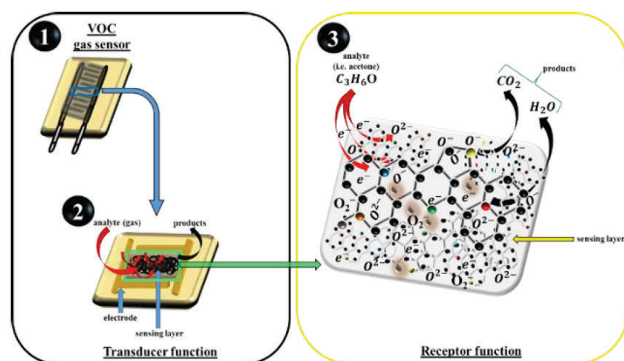 1
VOC
gas sensor
2
analyte (gas)
products
electrode
sensing layer
Transducer function
3
analyte
(i.e. acetone)
C₃H₆O
products
CO₂
H₂O
e⁻
O²⁻
O⁻
O₂
sensing layer
Receptor function